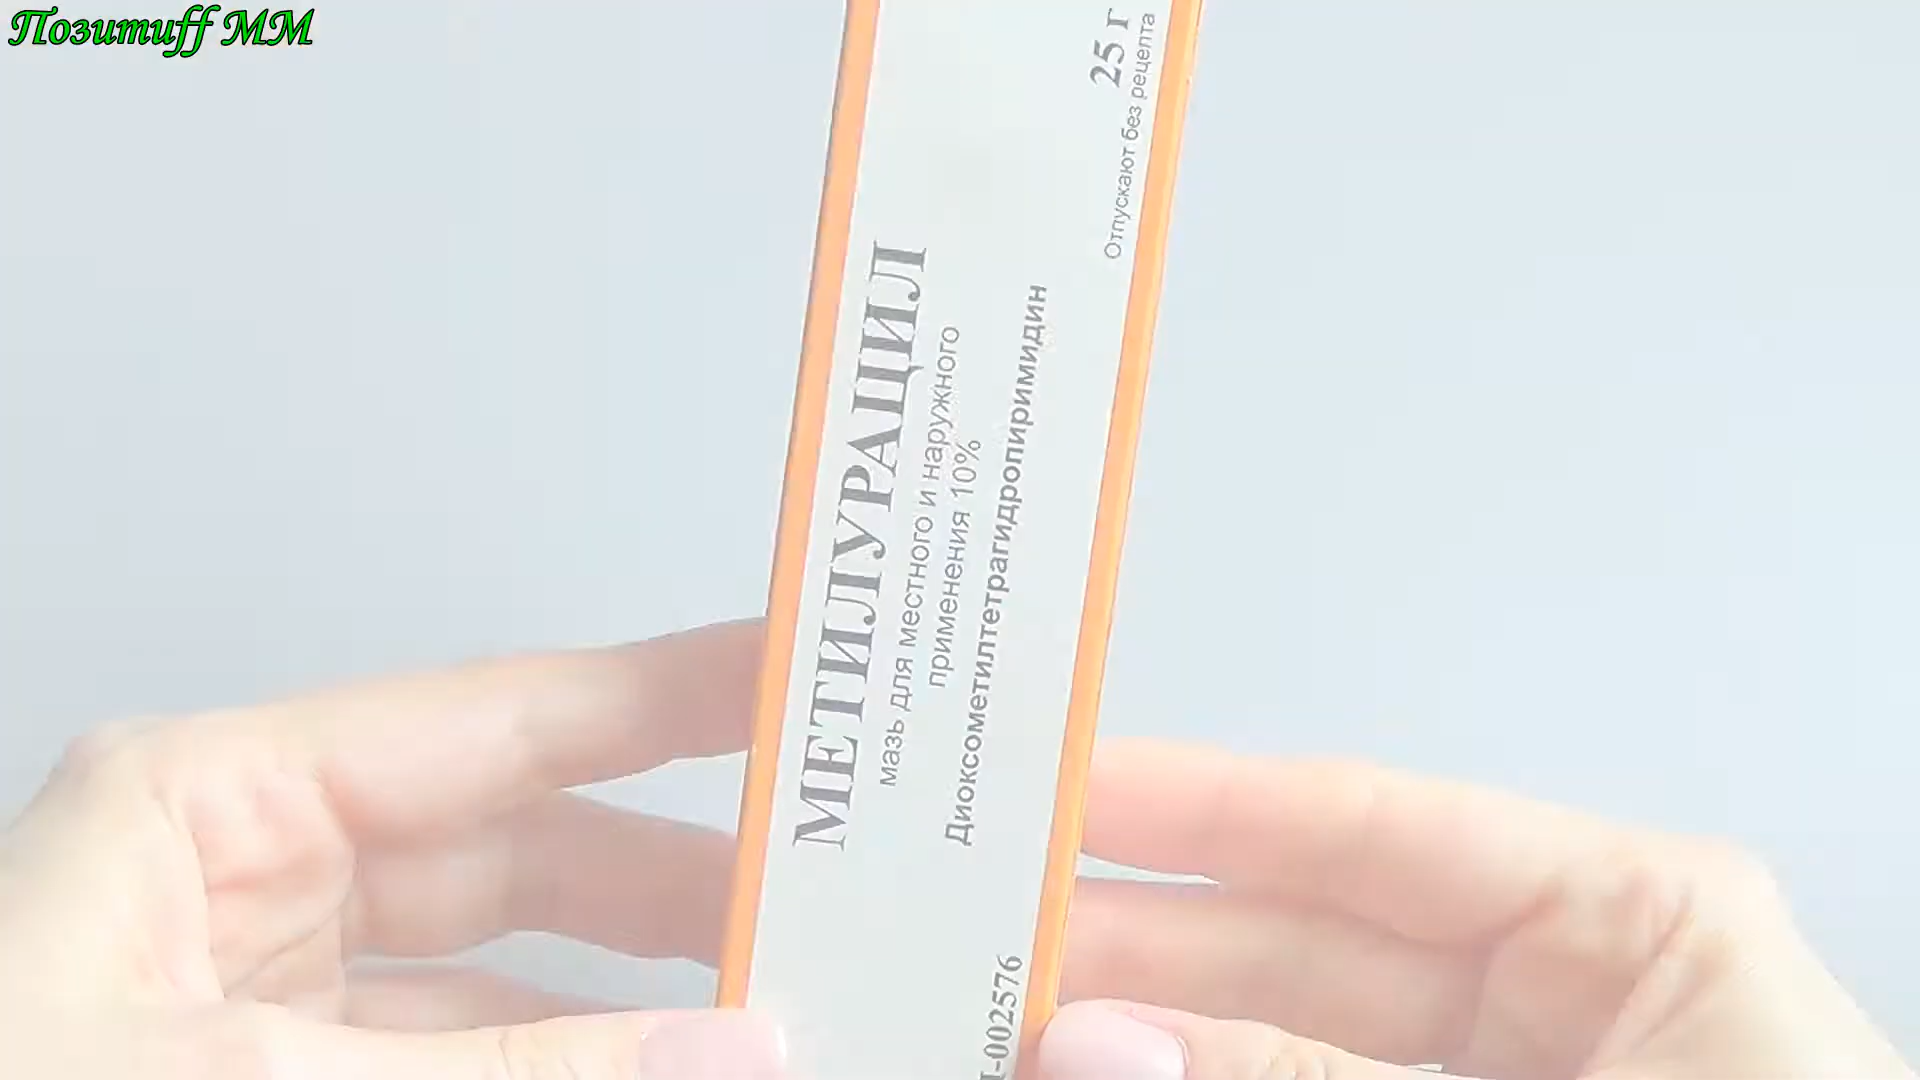 Позитиff ММ
МЕТИЛУРАЦИЛ
мазь для местного и наружного
применения 10%
Диоксометилтетрагидропиримидин
25 г
Отпускают без рецепта
-002576